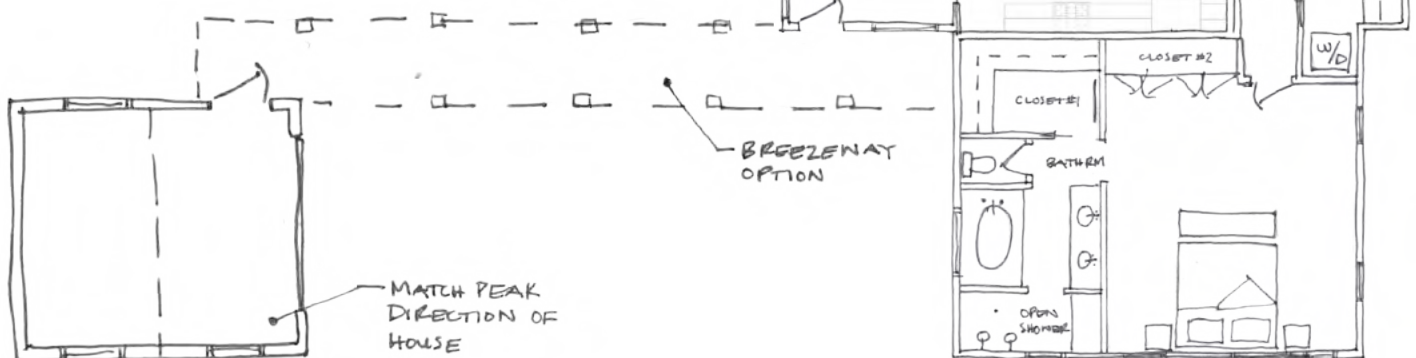 CLOSET #2
W/D
CLOSET #1
BREEZEWAY
OPTION
BATHRM
MATCH PEAK
DIRECTION OF
HOUSE
OPEN
SHOWER